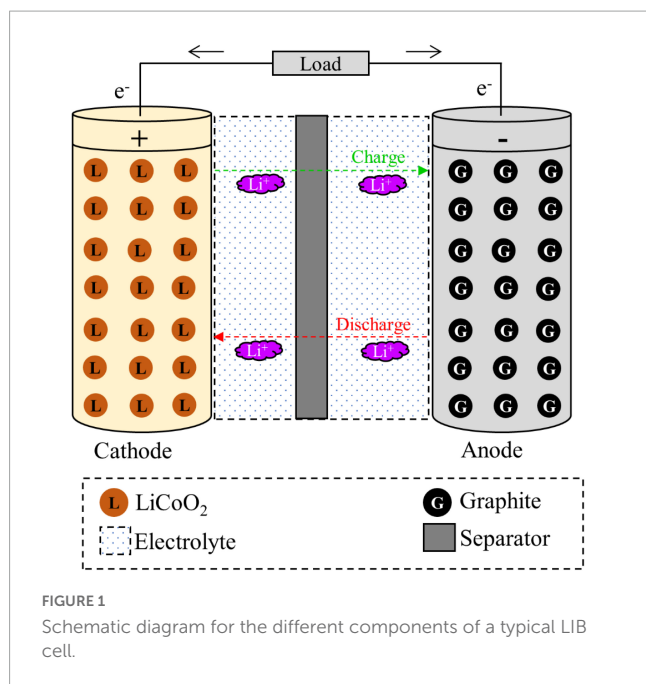 Load
e-
e-
+
-
L L L G G G
Charge
Li+ Li+
L L L G G G
L L L G G G
L L L G G G
Discharge
L L L G G G
Li+ Li+
L L L G G G
L L L G G G
Cathode
Anode
L LiCoO2
G Graphite
Electrolyte
Separator
FIGURE 1
Schematic diagram for the different components of a typical LIB
cell.